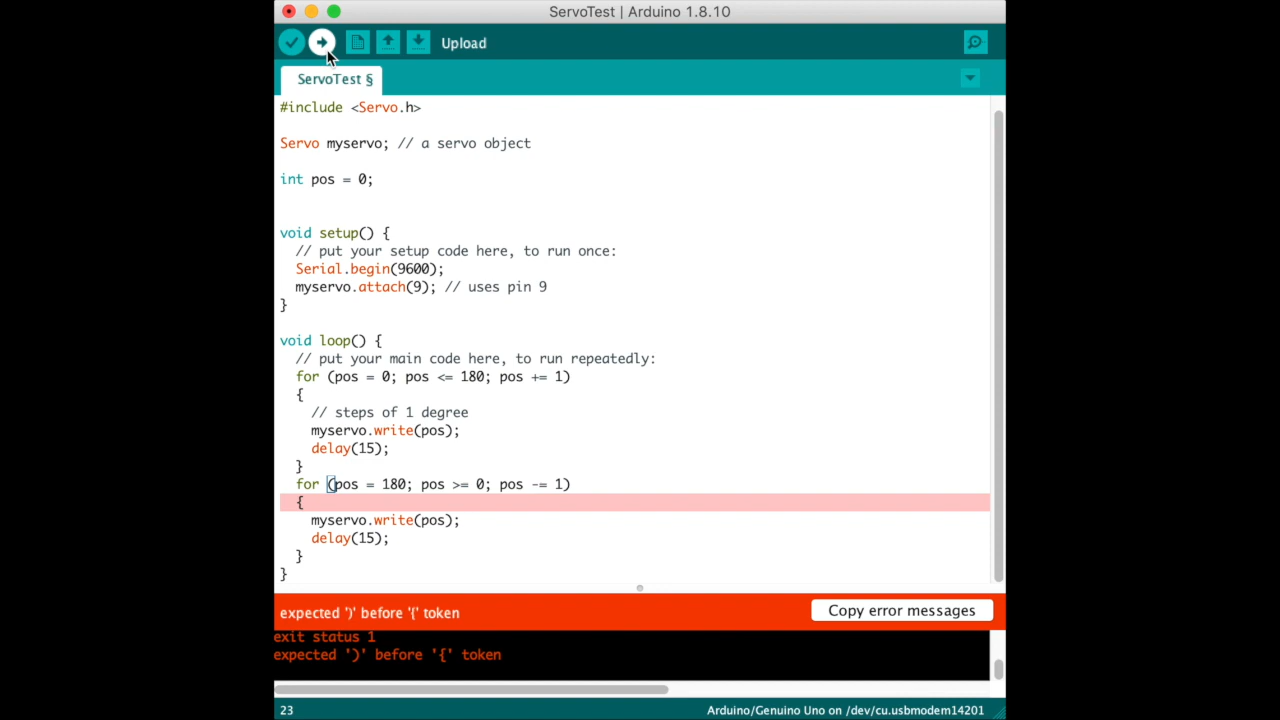 ServoTest | Arduino 1.8.10
Upload
ServoTest §
#include <Servo.h>
Servo myservo; // a servo object
int pos = 0;
void setup() {
  // put your setup code here, to run once:
  Serial.begin(9600);
  myservo.attach(9); // uses pin 9
}
void loop() {
  // put your main code here, to run repeatedly:
  for (pos = 0; pos <= 180; pos += 1)
  {
    // steps of 1 degree
    myservo.write(pos);
    delay(15);
  }
  for (pos = 180; pos >= 0; pos -= 1)
  {
    myservo.write(pos);
    delay(15);
  }
}
expected ')' before '{' token
Copy error messages
exit status 1
expected ')' before '{' token
23
Arduino/Genuino Uno on /dev/cu.usbmodem14201